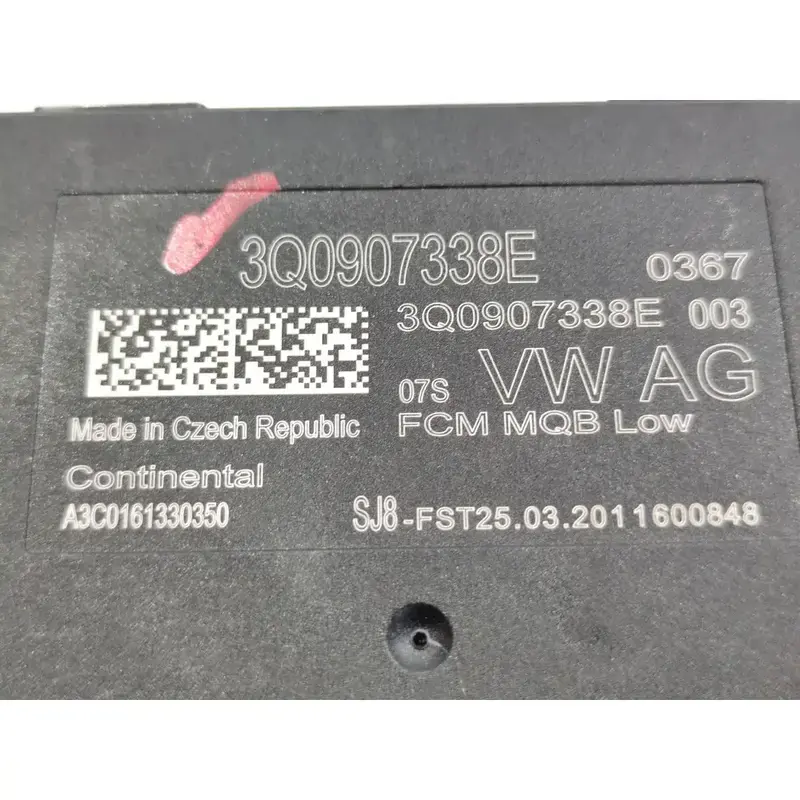 3Q0907338E 0367
3Q0907338E 003
07S VW AG
Made in Czech Republic FCM MQB Low
Continental
A3C0161330350 SJ8-FST25.03.2011600848